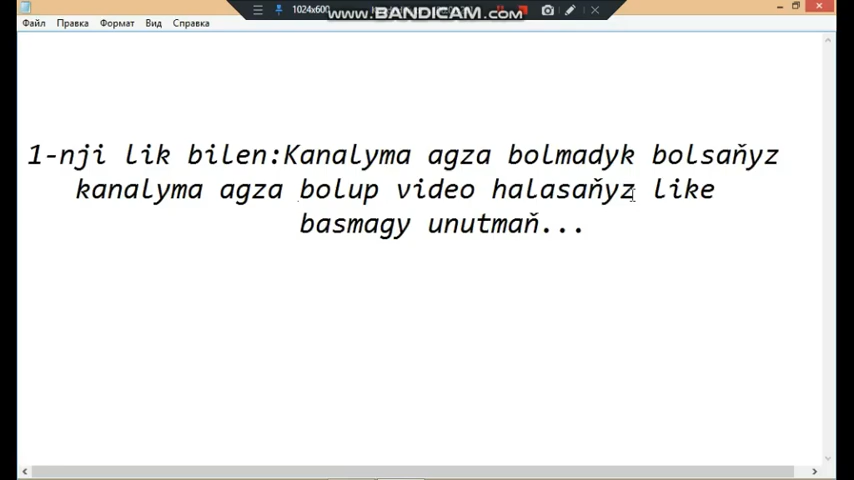 1024x600
www.BANDICAM.com
Файл Правка Формат Вид Справка
1-nji lik bilen:Kanalyma agza bolmadyk bolsaňyz
kanalyma agza bolup video halasaňyz like
basmagy unutmaň...